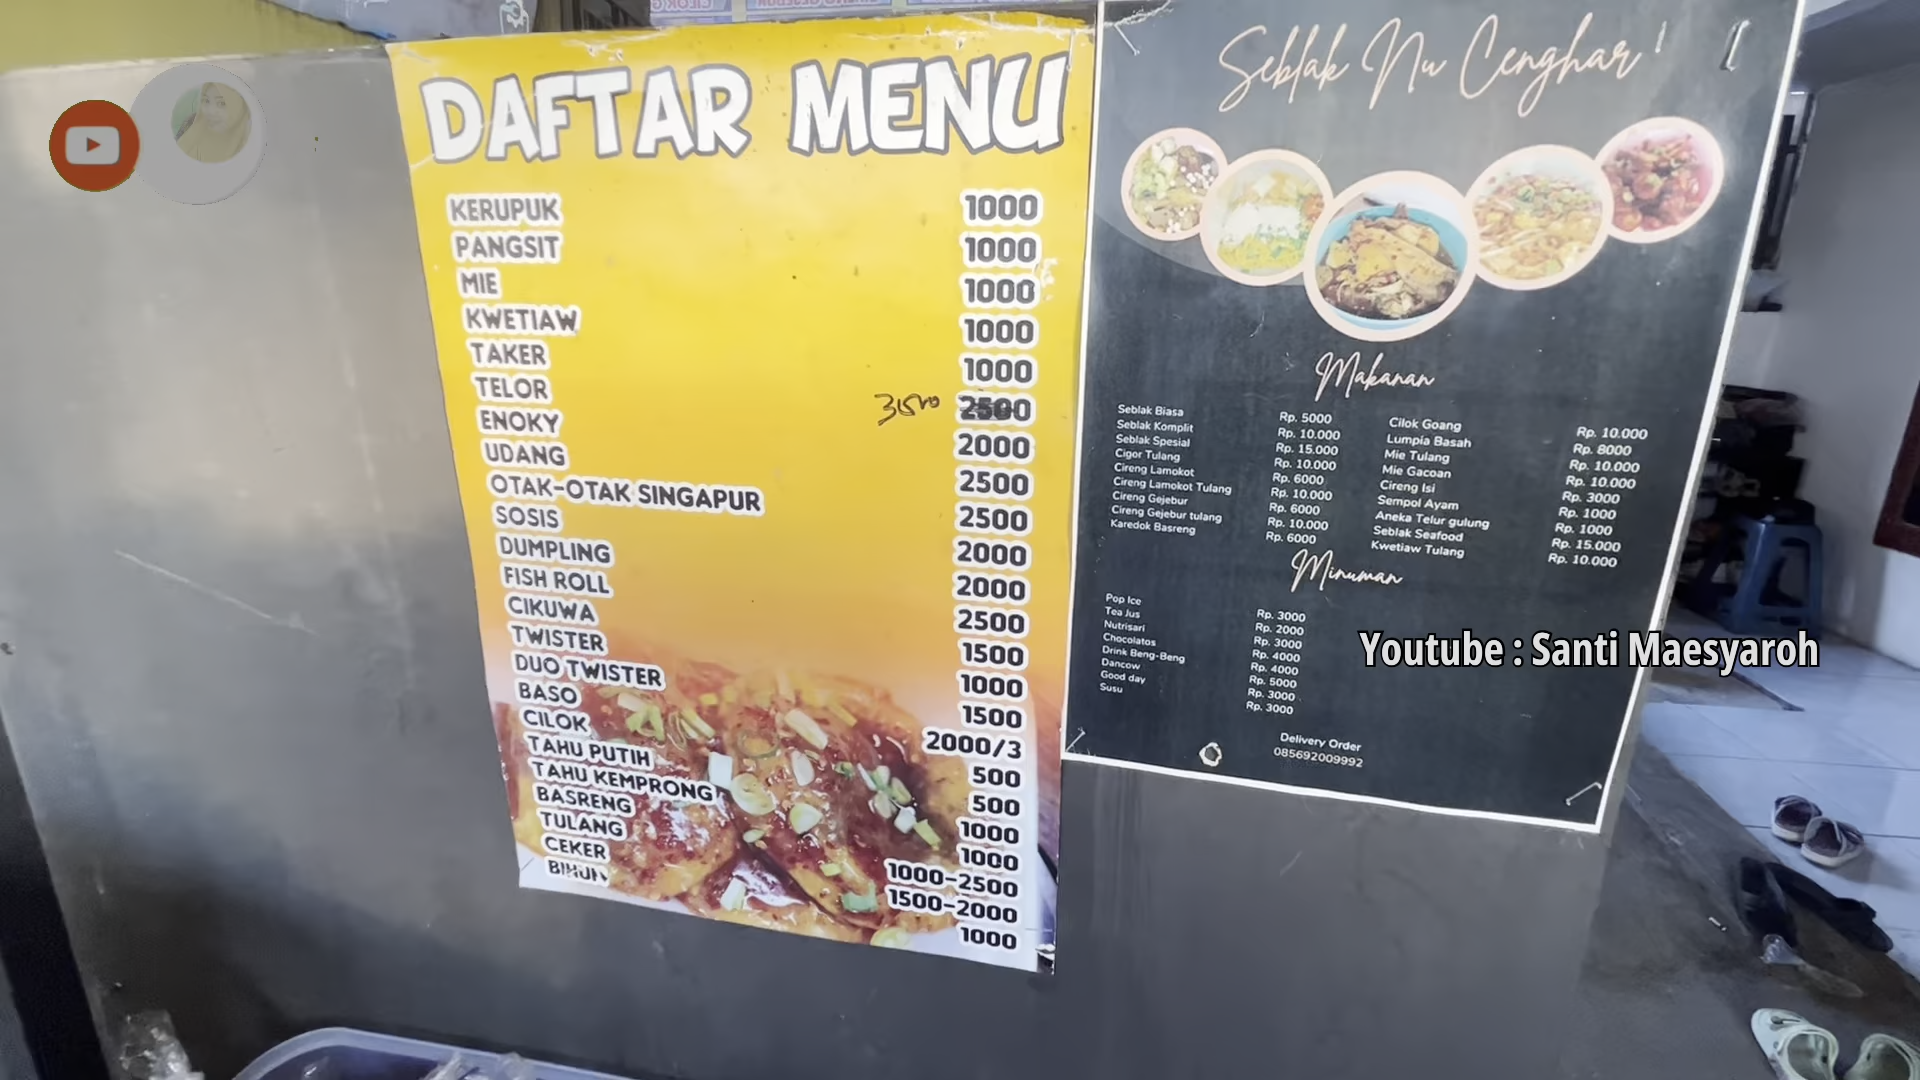 DAFTAR MENU
KERUPUK 1000
PANGSIT 1000
MIE 1000
KWETIAW 1000
TAKER 1000
TELOR 2500
ENOKY 2000
UDANG 2500
OTAK-OTAK SINGAPUR 2500
SOSIS 2000
DUMPLING 2000
FISH ROLL 2500
CIKUWA 1500
TWISTER 1000
DUO TWISTER 1500
BASO 2000/3
CILOK 500
TAHU PUTIH 500
TAHU KEMPRONG 1000
BASRENG 1000
TULANG 1000-2500
CEKER 1500-2000
BIHUN 1000
Seblak Nu Cenghar
Makanan
Seblak Biasa Rp. 5000
Seblak Komplit Rp. 10.000
Seblak Spesial Rp. 15.000
Cigor Tulang Rp. 10.000
Cireng Lamokot Rp. 6000
Cireng Lamokot Tulang Rp. 10.000
Cireng Gejebur Rp. 6000
Cireng Gejebur tulang Rp. 10.000
Karedok Basreng Rp. 6000
Cilok Goang Rp. 10.000
Lumpia Basah Rp. 8000
Mie Tulang Rp. 10.000
Mie Gacoan Rp. 10.000
Cireng Isi Rp. 3000
Sempol Ayam Rp. 1000
Aneka Telur gulung Rp. 1000
Seblak Seafood Rp. 15.000
Kwetiaw Tulang Rp. 10.000
Minuman
Pop Ice Rp. 3000
Tea Jus Rp. 2000
Nutrisari Rp. 3000
Chocolatos Rp. 4000
Drink Beng-Beng Rp. 4000
Dancow Rp. 5000
Good day Rp. 3000
Susu Rp. 3000
Delivery Order
085692009992
Youtube : Santi Maesyaroh